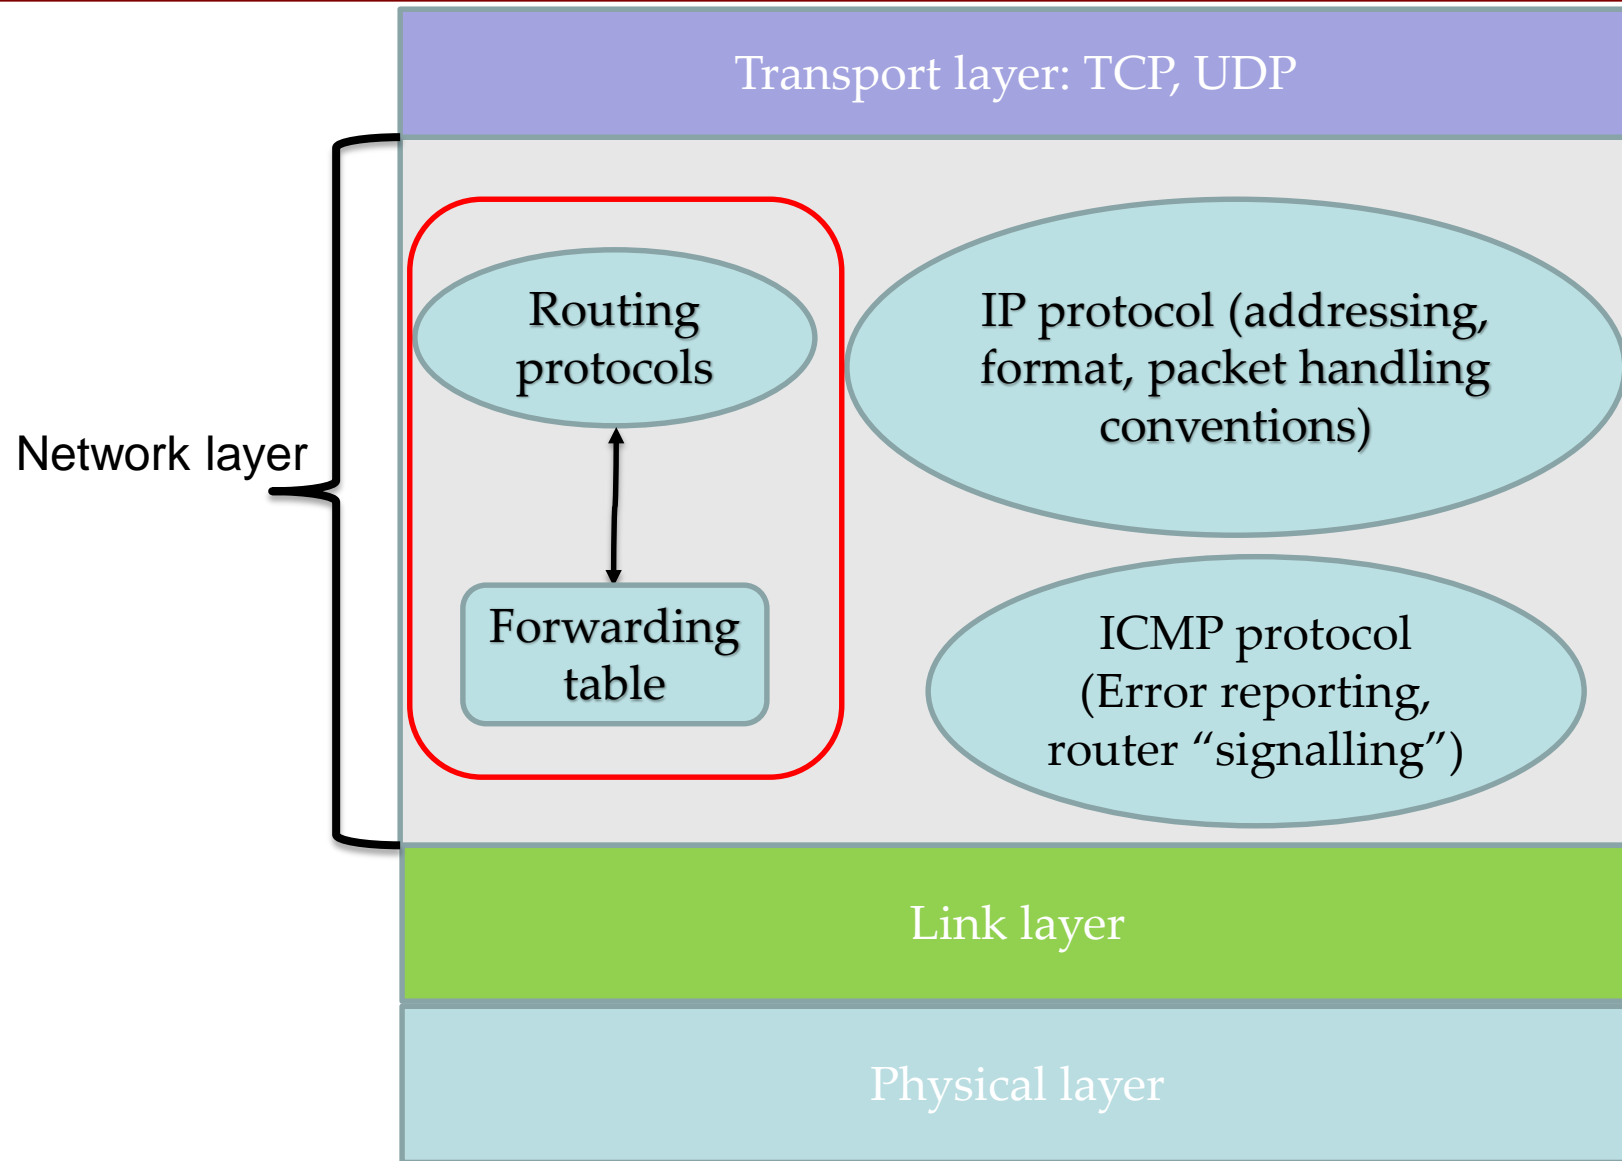 Transport layer: TCP, UDP
Network layer
Routing
protocols
Forwarding
table
IP protocol (addressing,
format, packet handling
conventions)
ICMP protocol
(Error reporting,
router “signalling”)
Link layer
Physical layer